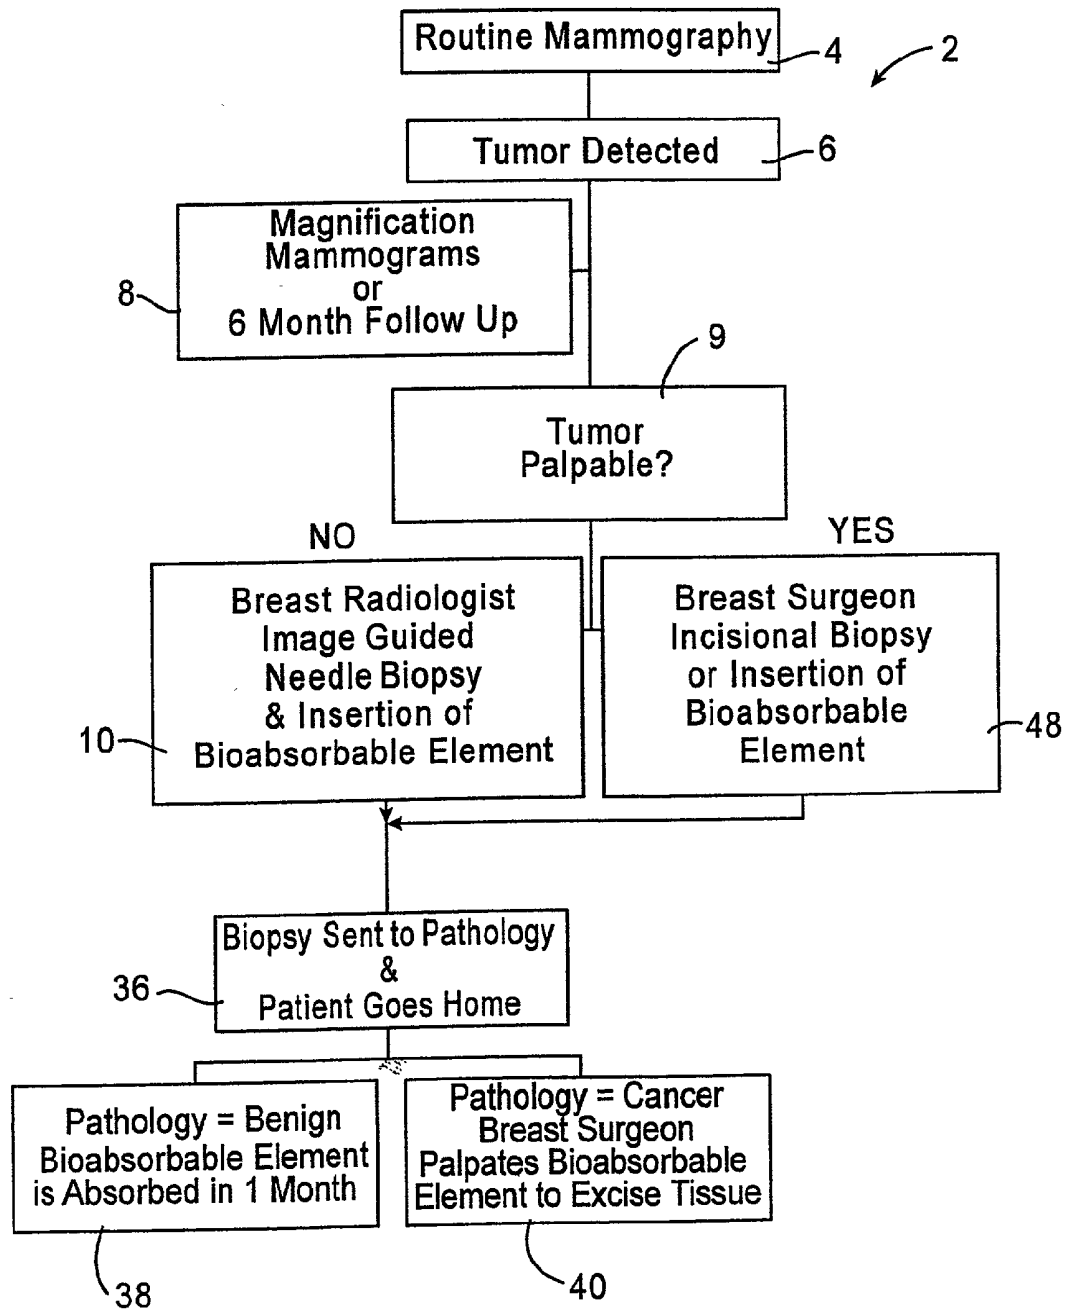 Routine Mammography
4
2
Tumor Detected
6
Magnification
Mammograms
or
6 Month Follow Up
8
9
Tumor
Palpable?
NO
YES
Breast Radiologist
Image Guided
Needle Biopsy
& Insertion of
Bioabsorbable Element
10
Breast Surgeon
Incisional Biopsy
or Insertion of
Bioabsorbable
Element
48
Biopsy Sent to Pathology
&
Patient Goes Home
36
Pathology = Benign
Bioabsorbable Element
is Absorbed in 1 Month
38
Pathology = Cancer
Breast Surgeon
Palpates Bioabsorbable
Element to Excise Tissue
40